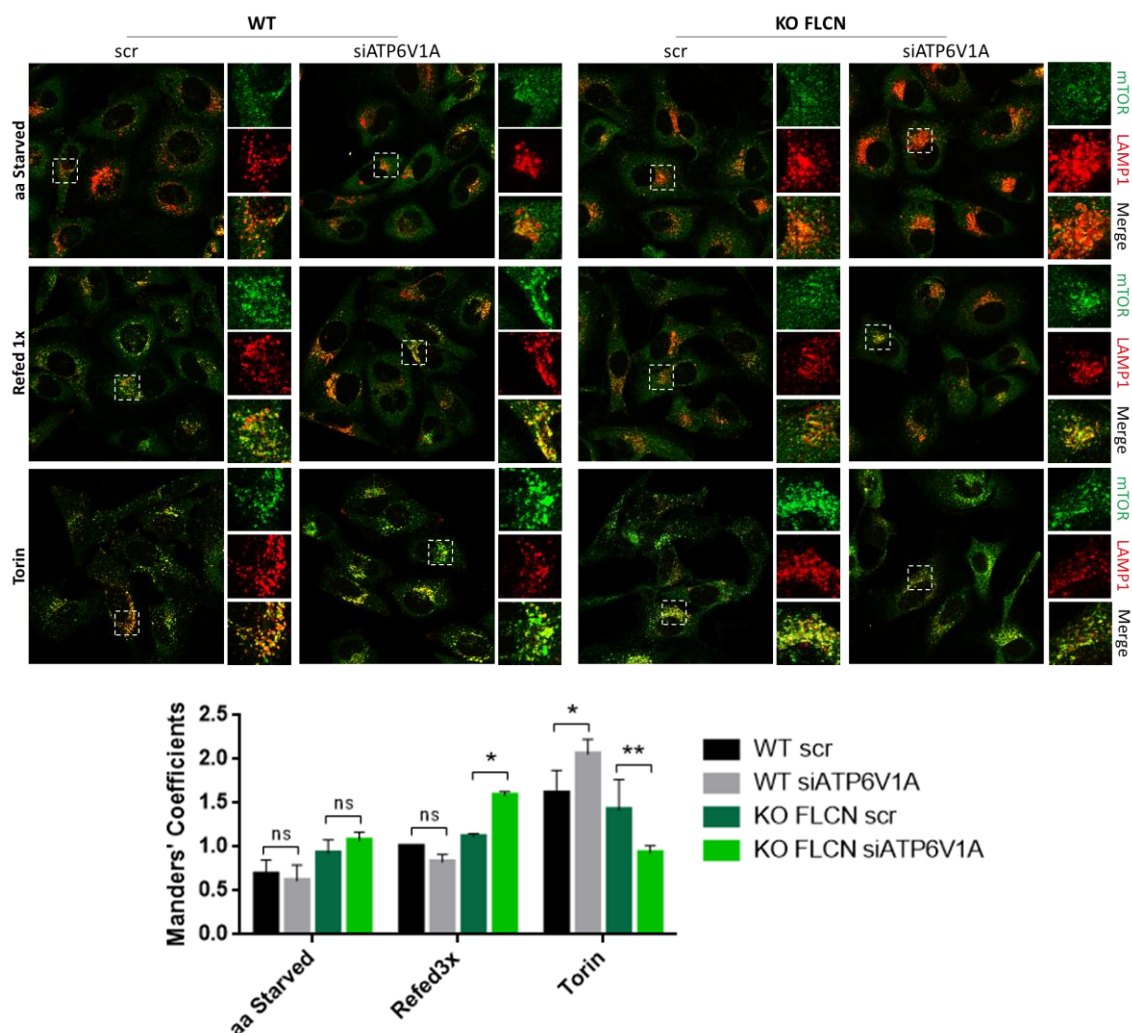 WT
KO FLCN
scr
siATP6V1A
scr
siATP6V1A
aa Starved
mTOR
LAMP1
Merge
Refed 1x
mTOR
LAMP1
Merge
Torin
mTOR
LAMP1
Merge
Manders' Coefficients
2.5
2.0
1.5
1.0
0.5
0.0
ns
ns
ns
*
*
**
aa Starved
Refed3x
Torin
WT scr
WT siATP6V1A
KO FLCN scr
KO FLCN siATP6V1A